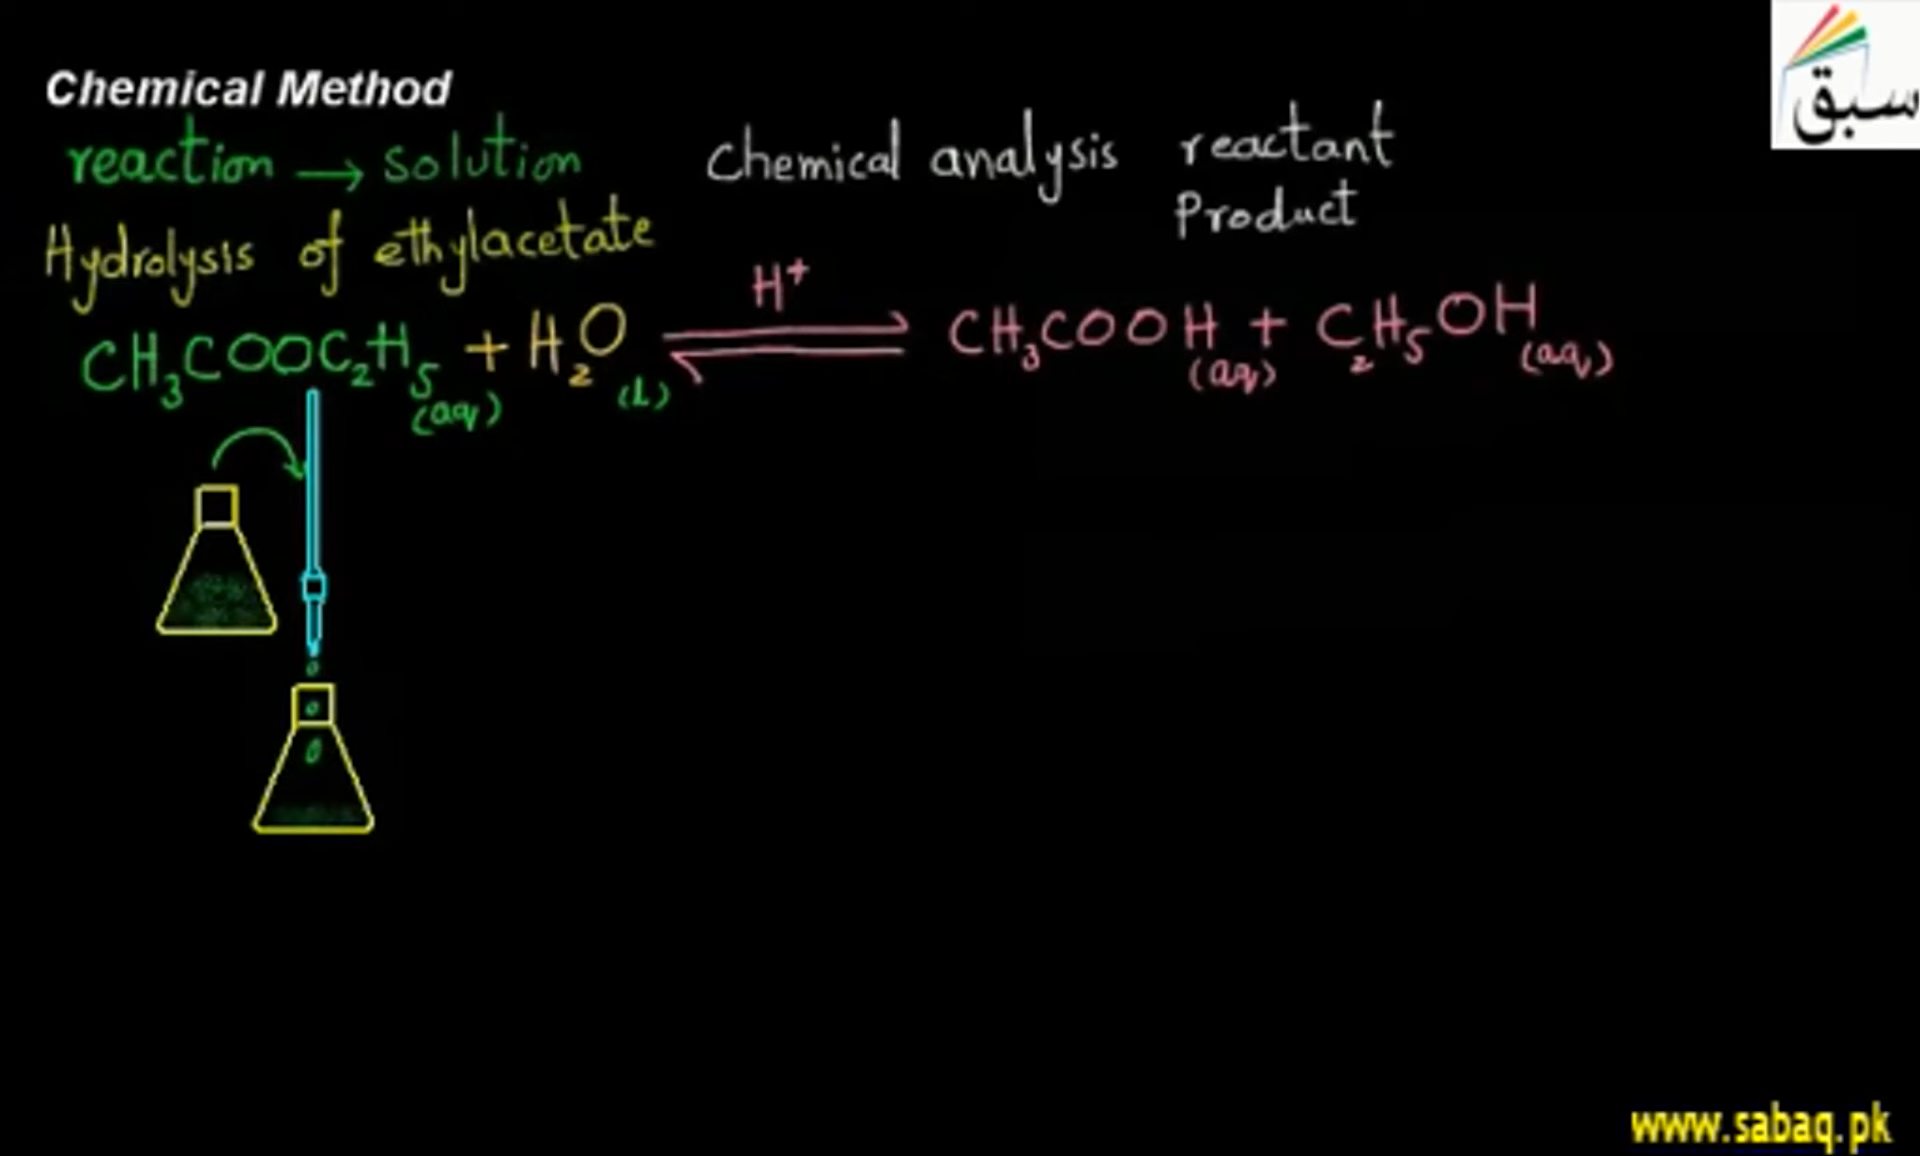 Chemical Method
سبق
reaction → solution Chemical analysis reactant
Product
Hydrolysis of ethylacetate
H⁺
CH₃COOC₂H₅ (aq) + H₂O (l) ⇌ CH₃COOH (aq) + C₂H₅OH (aq)
www.sabaq.pk